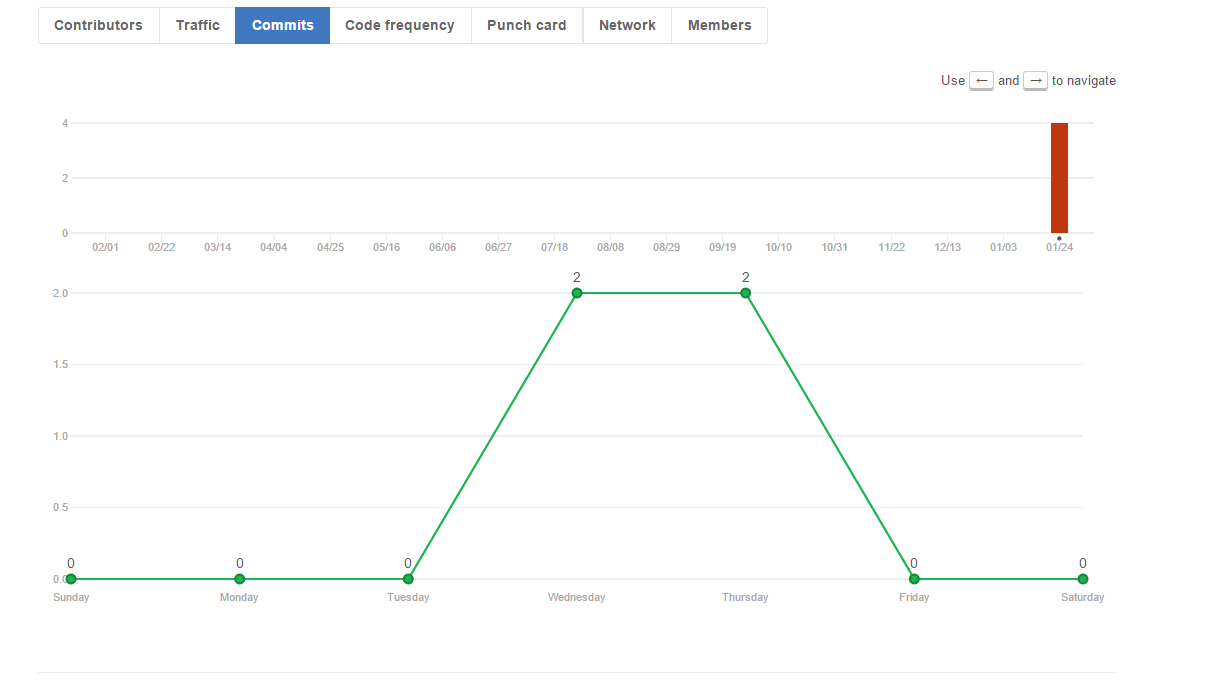 Contributors Traffic Commits Code frequency Punch card Network Members
Use ← and → to navigate
4
2
0
02/01 02/22 03/14 04/04 04/25 05/16 06/06 06/27 07/18 08/08 08/29 09/19 10/10 10/31 11/22 12/13 01/03 01/24
2 2
2.0
1.5
1.0
0.5
0 0 0 0 0
0.0
Sunday Monday Tuesday Wednesday Thursday Friday Saturday